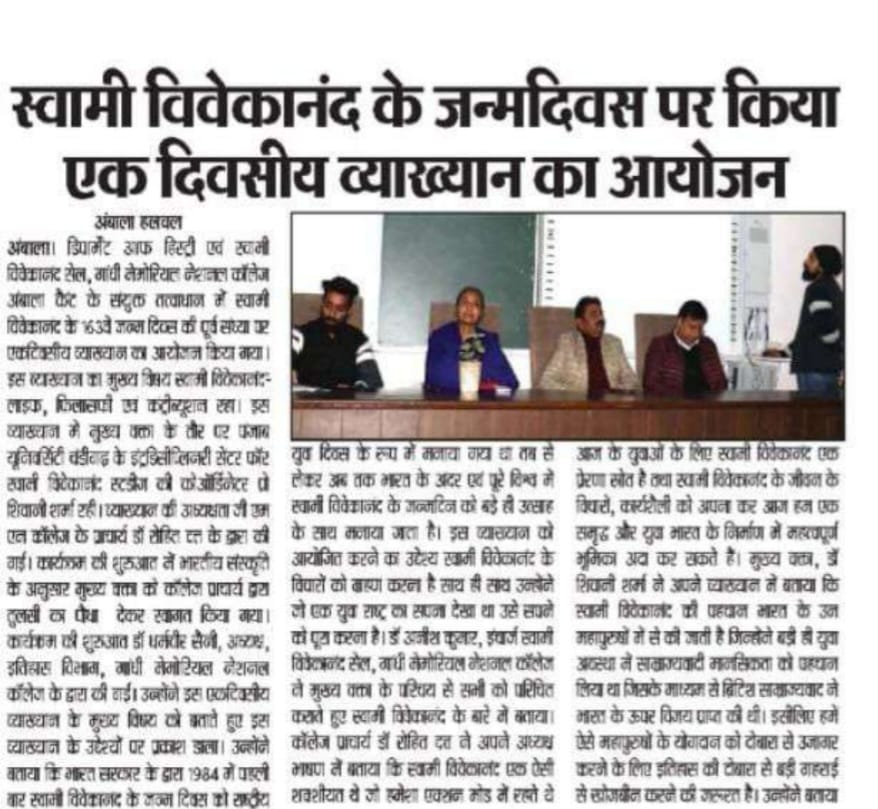 स्वामी विवेकानंद के जन्मदिवस पर किया
एक दिवसीय व्याख्यान का आयोजन
अंबाला हलचल
अंबाला। डिपार्मेंट आफ हिस्ट्री एवं स्वामी
विवेकानंद सेल, गांधी मेमोरियल नेशनल कॉलेज
अंबाला कैंट के संयुक्त तत्वाधान में स्वामी
विवेकानंद के 163वें जन्म दिवस की पूर्व संध्या पर
एकदिवसीय व्याख्यान का आयोजन किया गया।
इस व्याख्यान का मुख्य विषय स्वामी विवेकानंद-
लाइफ, फिलासफी एवं कंट्रीब्यूशन रहा। इस
व्याख्यान में मुख्य वक्ता के तौर पर पंजाब
यूनिवर्सिटी चंडीगढ़ के इंटरडिसीप्लिनरी सेंटर फॉर
स्वामी विवेकानंद स्टडीज की कोऑर्डिनेटर प्रो
शिवानी शर्मा रही। व्याख्यान की अध्यक्षता जी एम
एन कॉलेज के प्राचार्य डॉ रोहित दत्त के द्वारा की
गई। कार्यक्रम की शुरुआत में भारतीय संस्कृति
के अनुसार मुख्य वक्ता को कॉलेज प्राचार्य द्वारा
तुलसी का पौधा देकर स्वागत किया गया।
कार्यक्रम की शुरुआत डॉ धर्मवीर सैनी, अध्यक्ष,
इतिहास विभाग, गांधी मेमोरियल नेशनल
कॉलेज के द्वारा की गई। उन्होंने इस एकदिवसीय
व्याख्यान के मुख्य विषय को बताते हुए इस
व्याख्यान के उद्देश्यों पर प्रकाश डाला। उन्होंने
बताया कि भारत सरकार के द्वारा 1984 में पहली
बार स्वामी विवेकानंद के जन्म दिवस को राष्ट्रीय
युवा दिवस के रूप में मनाया गया था तब से
लेकर अब तक भारत के अंदर एवं पूरे विश्व में
स्वामी विवेकानंद के जन्मदिन को बड़े ही उत्साह
के साथ मनाया जाता है। इस व्याख्यान को
आयोजित करने का उद्देश्य स्वामी विवेकानंद के
विचारों को ग्रहण करना है साथ ही साथ उन्होंने
जो एक युवा राष्ट्र का सपना देखा था उसे सपने
को पूरा करना है। डॉ अनीश कुमार, इंचार्ज स्वामी
विवेकानंद सेल, गांधी मेमोरियल नेशनल कॉलेज
ने मुख्य वक्ता के परिचय से सभी को परिचित
कराते हुए स्वामी विवेकानंद के बारे में बताया।
कॉलेज प्राचार्य डॉ रोहित दत्त ने अपने अध्यक्ष
भाषण में बताया कि स्वामी विवेकानंद एक ऐसी
शख्शीयत थे जो हमेशा एक्शन मोड में रहते थे
आज के युवाओं के लिए स्वामी विवेकानंद एक
प्रेरणा स्रोत है तथा स्वामी विवेकानंद के जीवन के
विचारों, कार्यशैली को अपना कर आज हम एक
समृद्ध और युवा भारत के निर्माण में महत्वपूर्ण
भूमिका अदा कर सकते हैं। मुख्य वक्ता, डॉ
शिवानी शर्मा ने अपने व्याख्यान में बताया कि
स्वामी विवेकानंद की पहचान भारत के उन
महापुरुषों में से की जाती है जिन्होंने बड़ी ही युवा
अवस्था में साम्राज्यवादी मानसिकता को पहचान
लिया था जिसके माध्यम से ब्रिटिश साम्राज्यवाद ने
भारत के ऊपर विजय प्राप्त की थी। इसीलिए हमें
ऐसे महापुरुषों के योगदान को दोबारा से उजागर
करने के लिए इतिहास की दोबारा से बड़ी गहराई
से खोजबीन करने की जरूरत है। उन्होंने बताया